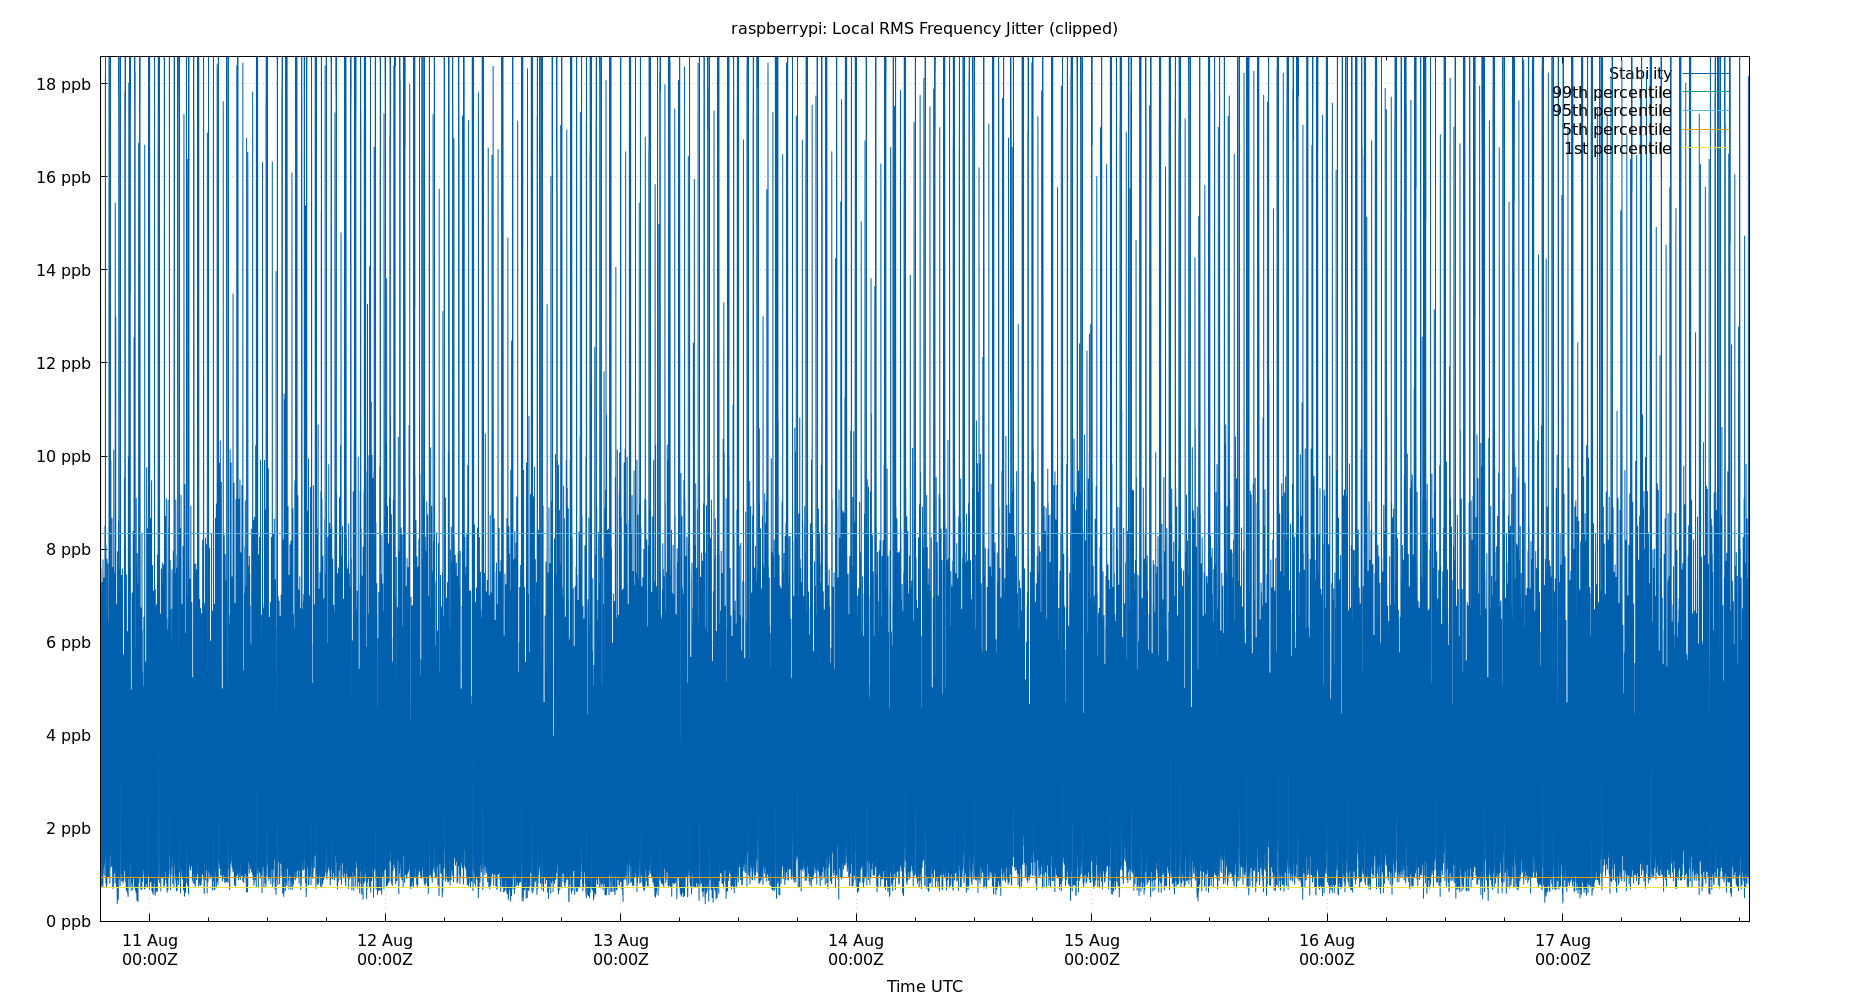 raspberrypi: Local RMS Frequency Jitter (clipped)
18 ppb
16 ppb
14 ppb
12 ppb
10 ppb
8 ppb
6 ppb
4 ppb
2 ppb
0 ppb
Stability
99th percentile
95th percentile
5th percentile
1st percentile
11 Aug 12 Aug 13 Aug 14 Aug 15 Aug 16 Aug 17 Aug
00:00Z 00:00Z 00:00Z 00:00Z 00:00Z 00:00Z 00:00Z
Time UTC